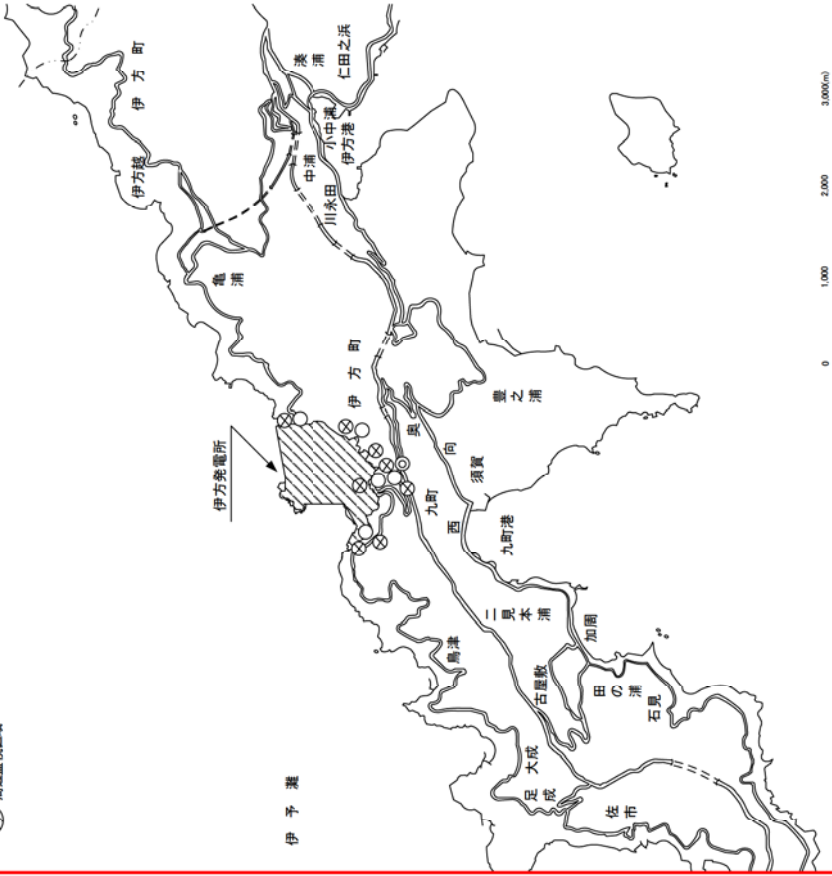 伊方町
湊浦
仁田之浜
小中浦
伊方港
中浦
川永田
伊方越
亀浦
伊方町
伊方発電所
奥
向
須賀
豊之浦
九町
西
九町港
二見本浦
加周
鳥津
古屋敷
田の浦
石見
大成
足成
佐市
伊予灘
0
1,000
2,000
3,000(m)